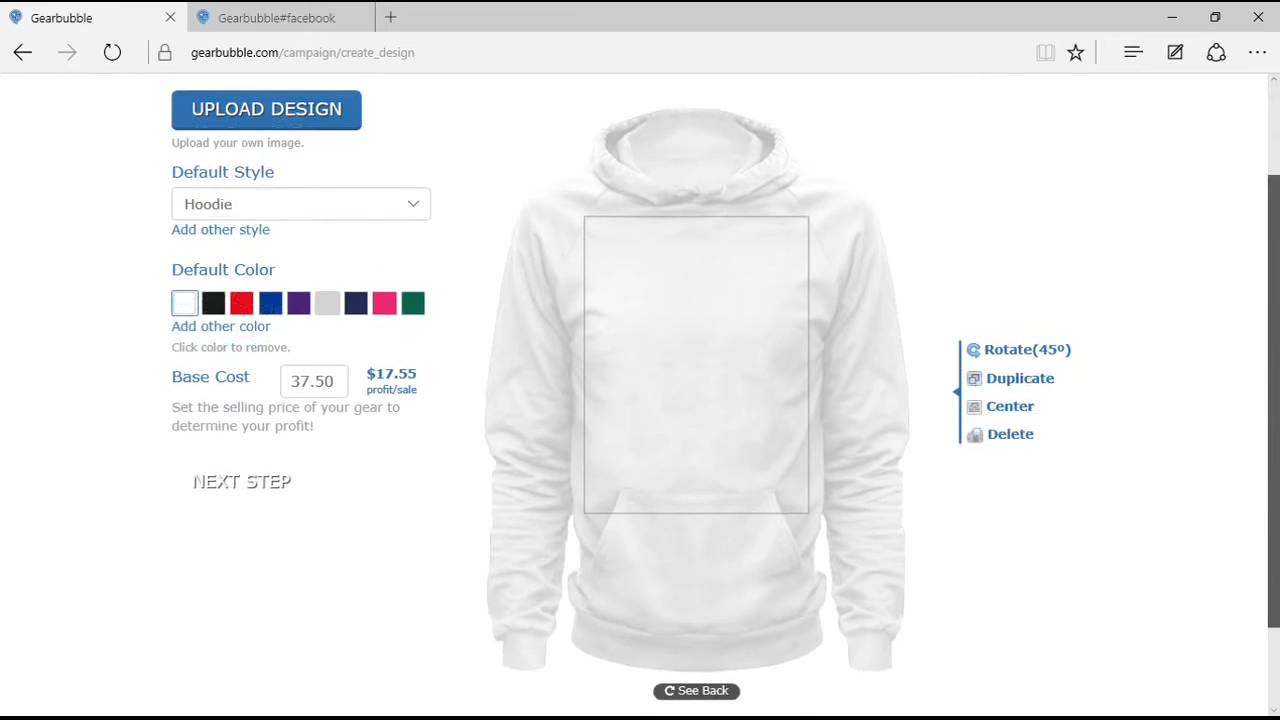 Gearbubble
Gearbubble#facebook
gearbubble.com/campaign/create_design
UPLOAD DESIGN
Upload your own image.
Default Style
Hoodie
Add other style
Default Color
Add other color
Click color to remove.
Base Cost
37.50
$17.55
profit/sale
Set the selling price of your gear to
determine your profit!
NEXT STEP
Rotate(45º)
Duplicate
Center
Delete
See Back